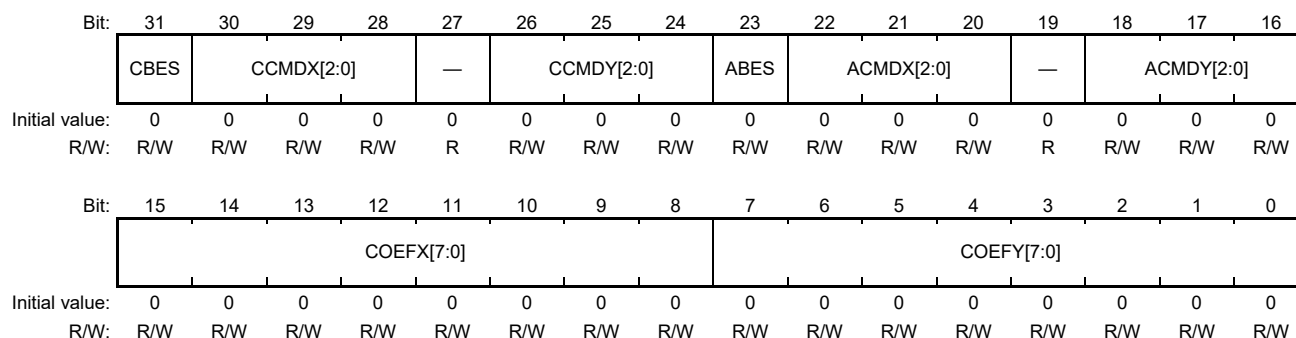 Bit: 31 30 29 28 27 26 25 24 23 22 21 20 19 18 17 16
CBES CCMDX[2:0] — CCMDY[2:0] ABES ACMDX[2:0] — ACMDY[2:0]
Initial value: 0 0 0 0 0 0 0 0 0 0 0 0 0 0 0 0
R/W: R/W R/W R/W R/W R R/W R/W R/W R/W R/W R/W R/W R R/W R/W R/W
Bit: 15 14 13 12 11 10 9 8 7 6 5 4 3 2 1 0
COEFX[7:0] COEFY[7:0]
Initial value: 0 0 0 0 0 0 0 0 0 0 0 0 0 0 0 0
R/W: R/W R/W R/W R/W R/W R/W R/W R/W R/W R/W R/W R/W R/W R/W R/W R/W